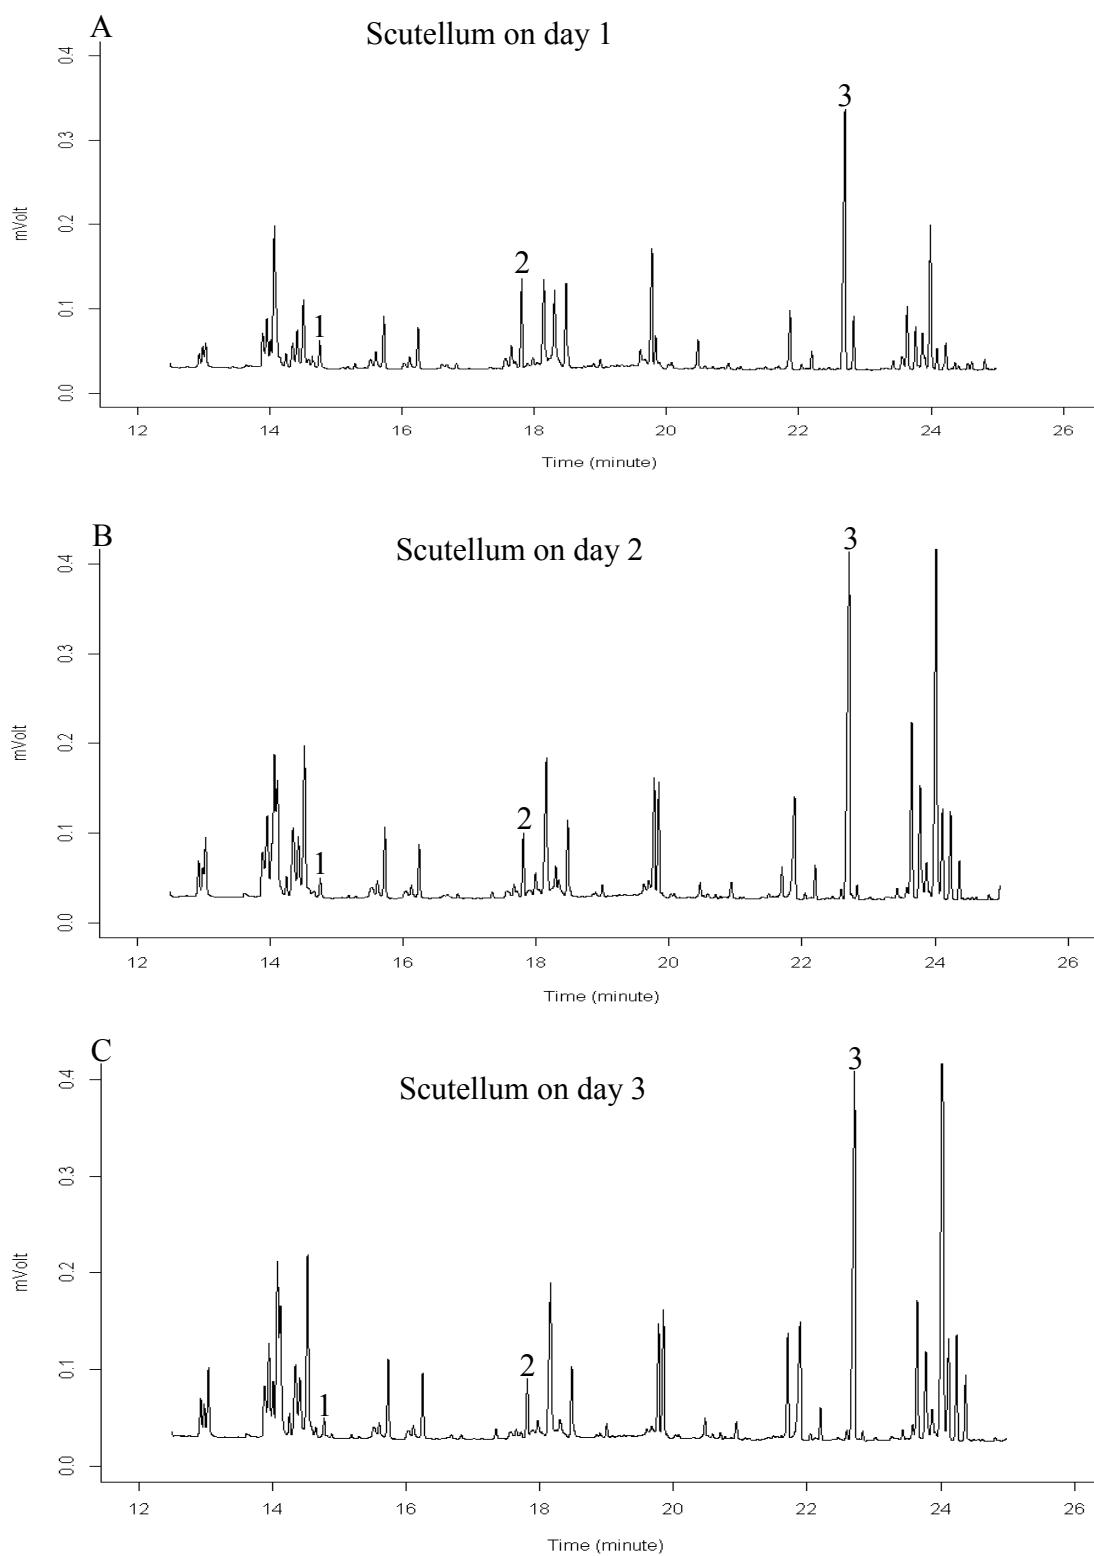 A
Scutellum on day 1
0.4
0.3
0.2
0.1
0.0
mVolt
1
2
3
12 14 16 18 20 22 24 26
Time (minute)
B
Scutellum on day 2
0.4
0.3
0.2
0.1
0.0
mVolt
1
2
3
12 14 16 18 20 22 24 26
Time (minute)
C
Scutellum on day 3
0.4
0.3
0.2
0.1
0.0
mVolt
1
2
3
12 14 16 18 20 22 24 26
Time (minute)